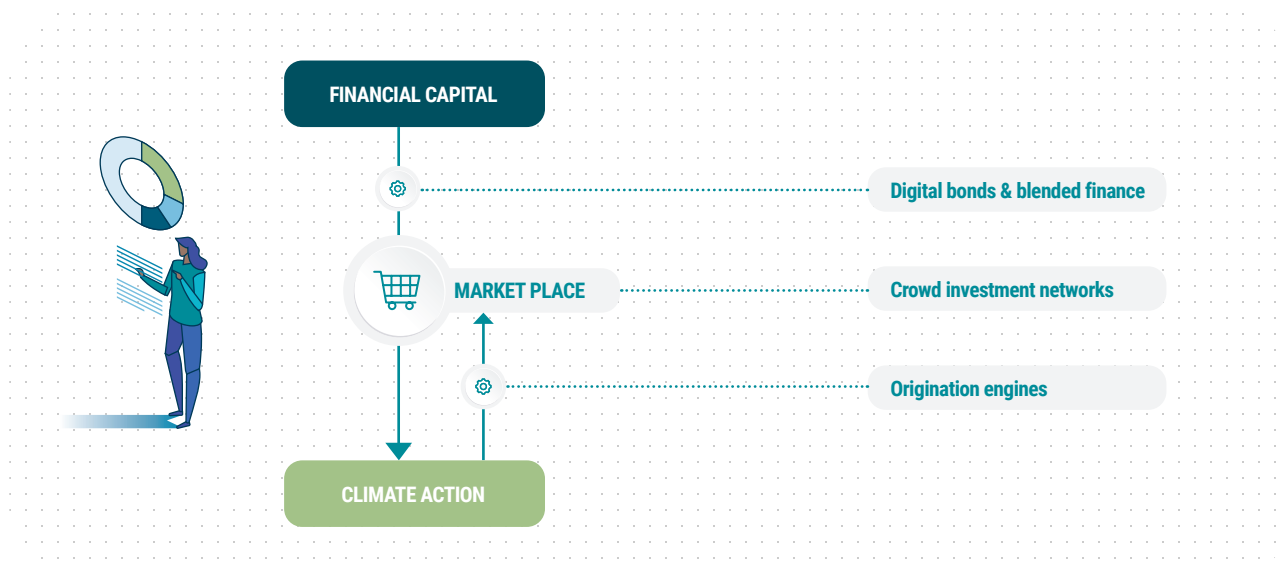 FINANCIAL CAPITAL
Digital bonds & blended finance
MARKET PLACE
Crowd investment networks
Origination engines
CLIMATE ACTION